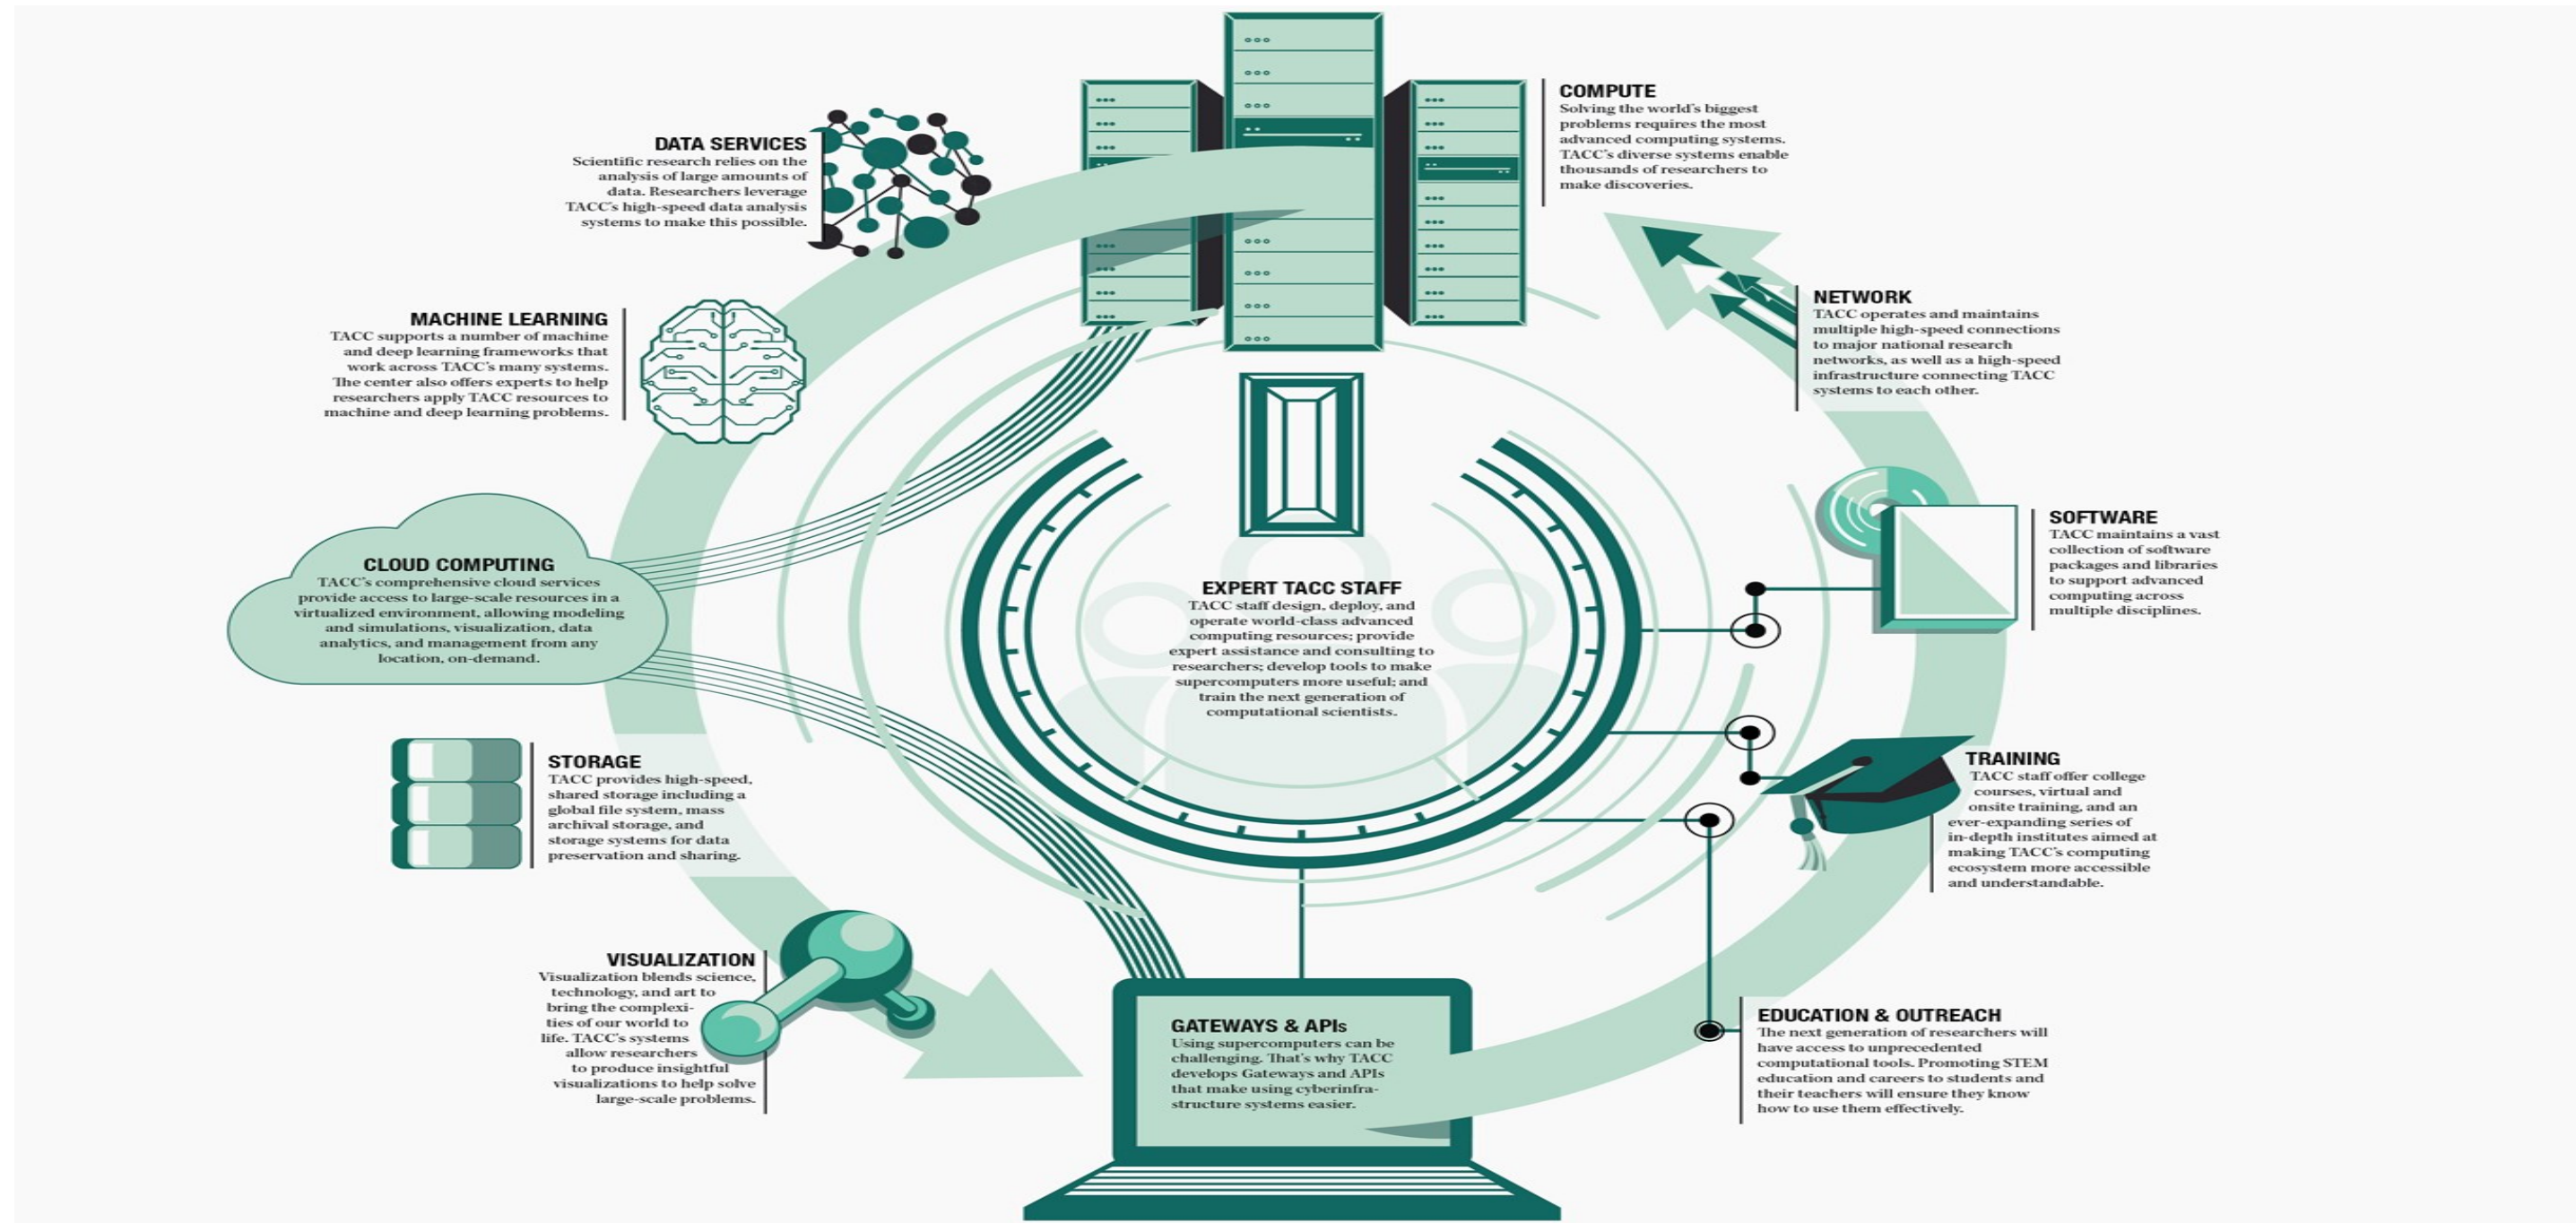 COMPUTE
Solving the world's biggest
problems requires the most
advanced computing systems.
TACC's diverse systems enable
thousands of researchers to
make discoveries.
DATA SERVICES
Scientific research relies on the
analysis of large amounts of
data. Researchers leverage
TACC's high-speed data analysis
systems to make this possible.
NETWORK
TACC operates and maintains
multiple high-speed connections
to major national research
networks, as well as a high-speed
infrastructure connecting TACC
systems to each other.
MACHINE LEARNING
TACC supports a number of machine
and deep learning frameworks that
work across TACC's many systems.
The center also offers experts to help
researchers apply TACC resources to
machine and deep learning problems.
SOFTWARE
TACC maintains a vast
collection of software
packages and libraries
to support advanced
computing across
multiple disciplines.
CLOUD COMPUTING
TACC's comprehensive cloud services
provide access to large-scale resources in a
virtualized environment, allowing modeling
and simulations, visualization, data
analytics, and management from any
location, on-demand.
EXPERT TACC STAFF
TACC staff design, deploy, and
operate world-class advanced
computing resources; provide
expert assistance and consulting to
researchers; develop tools to make
supercomputers more useful; and
train the next generation of
computational scientists.
STORAGE
TACC provides high-speed,
shared storage including a
global file system, mass
archival storage, and
storage systems for data
preservation and sharing.
TRAINING
TACC staff offer college
courses, virtual and
onsite training, and an
ever-expanding series of
in-depth institutes aimed at
making TACC's computing
ecosystem more accessible
and understandable.
VISUALIZATION
Visualization blends science,
technology, and art to
bring the complexi-
ties of our world to
life. TACC's systems
allow researchers
to produce insightful
visualizations to help solve
large-scale problems.
GATEWAYS & APIs
Using supercomputers can be
challenging. That's why TACC
develops Gateways and APIs
that make using cyberinfra-
structure systems easier.
EDUCATION & OUTREACH
The next generation of researchers will
have access to unprecedented
computational tools. Promoting STEM
education and careers to students and
their teachers will ensure they know
how to use them effectively.